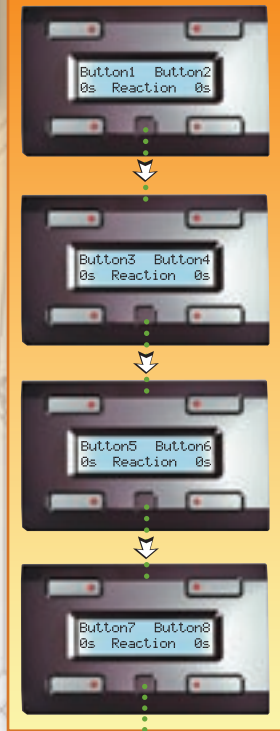 Button1 Button2
0s Reaction 0s
Button3 Button4
0s Reaction 0s
Button5 Button6
0s Reaction 0s
Button7 Button8
0s Reaction 0s